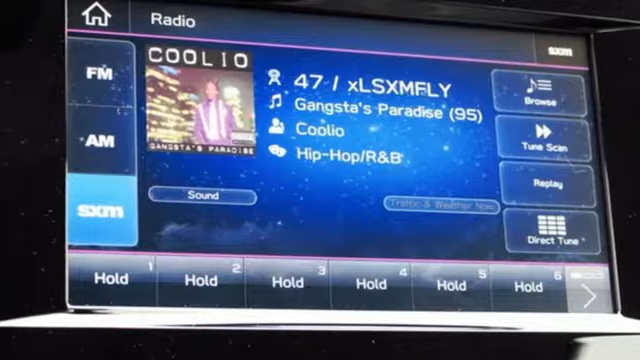 Radio
sxm
FM
AM
sxm
COOLIO
GANGSTA'S PARADISE
47 / xLSXMFLY
Gangsta's Paradise (95)
Coolio
Hip-Hop/R&B
Sound
Traffic & Weather Now
Browse
Tune Scan
Replay
Direct Tune
Hold 1
Hold 2
Hold 3
Hold 4
Hold 5
Hold 6